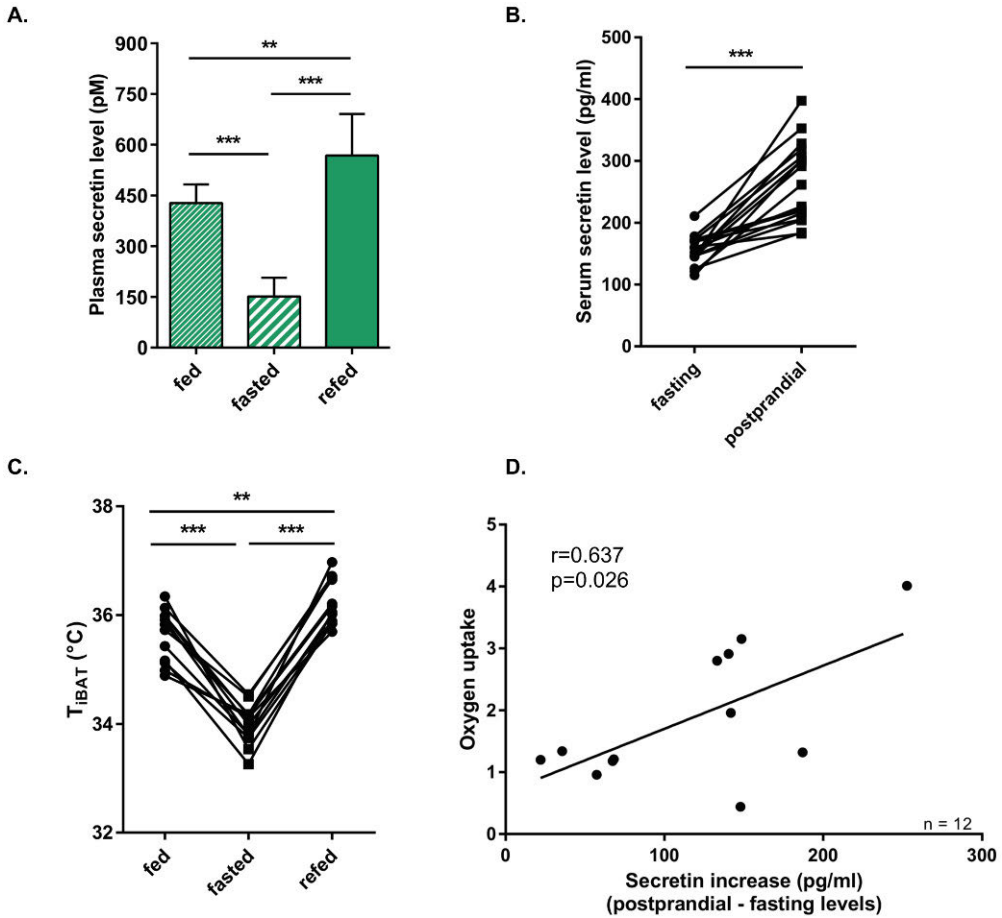 A.
Plasma secretin level (pM)
900
750
600
450
300
150
0
**
***
***
fed
fasted
refed
B.
Serum secretin level (pg/ml)
500
400
300
200
100
0
***
fasting
postprandial
C.
TiBAT (°C)
38
36
34
32
**
***
***
fed
fasted
refed
D.
Oxygen uptake
5
4
3
2
1
0
r=0.637
p=0.026
n = 12
0
100
200
300
Secretin increase (pg/ml)
(postprandial - fasting levels)